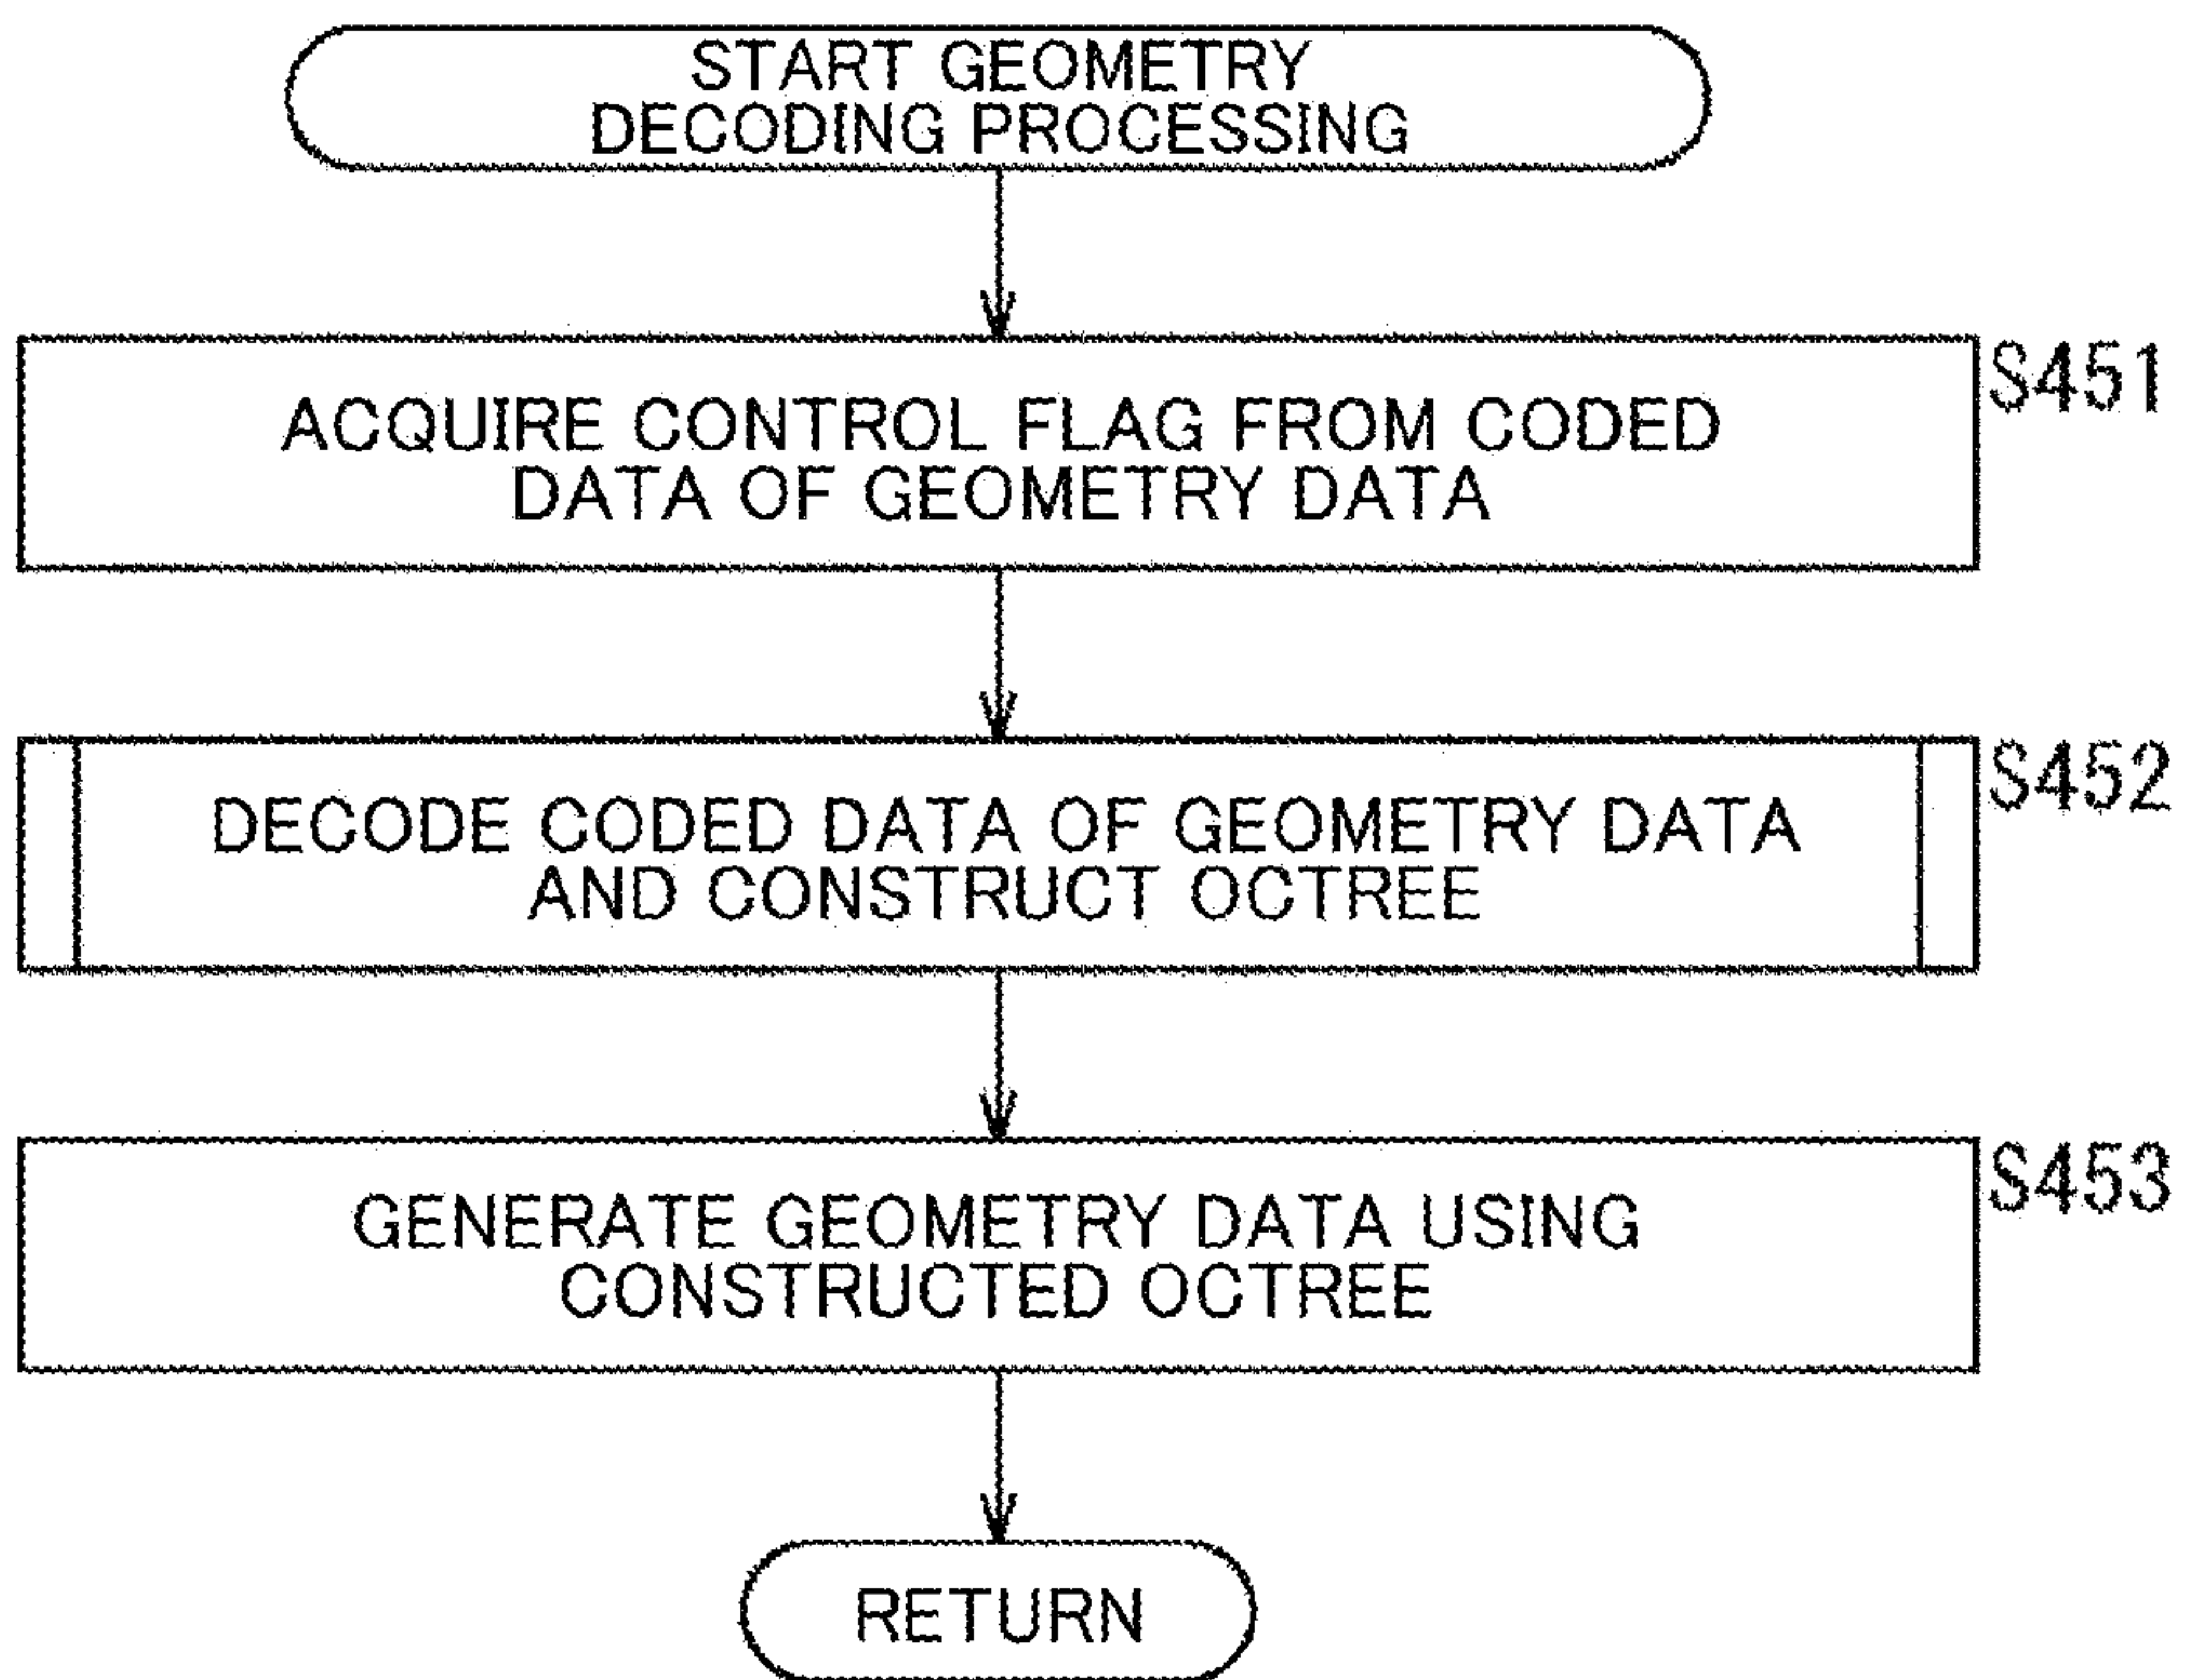 START GEOMETRY
DECODING PROCESSING
S451
ACQUIRE CONTROL FLAG FROM CODED
DATA OF GEOMETRY DATA
S452
DECODE CODED DATA OF GEOMETRY DATA
AND CONSTRUCT OCTREE
S453
GENERATE GEOMETRY DATA USING
CONSTRUCTED OCTREE
RETURN